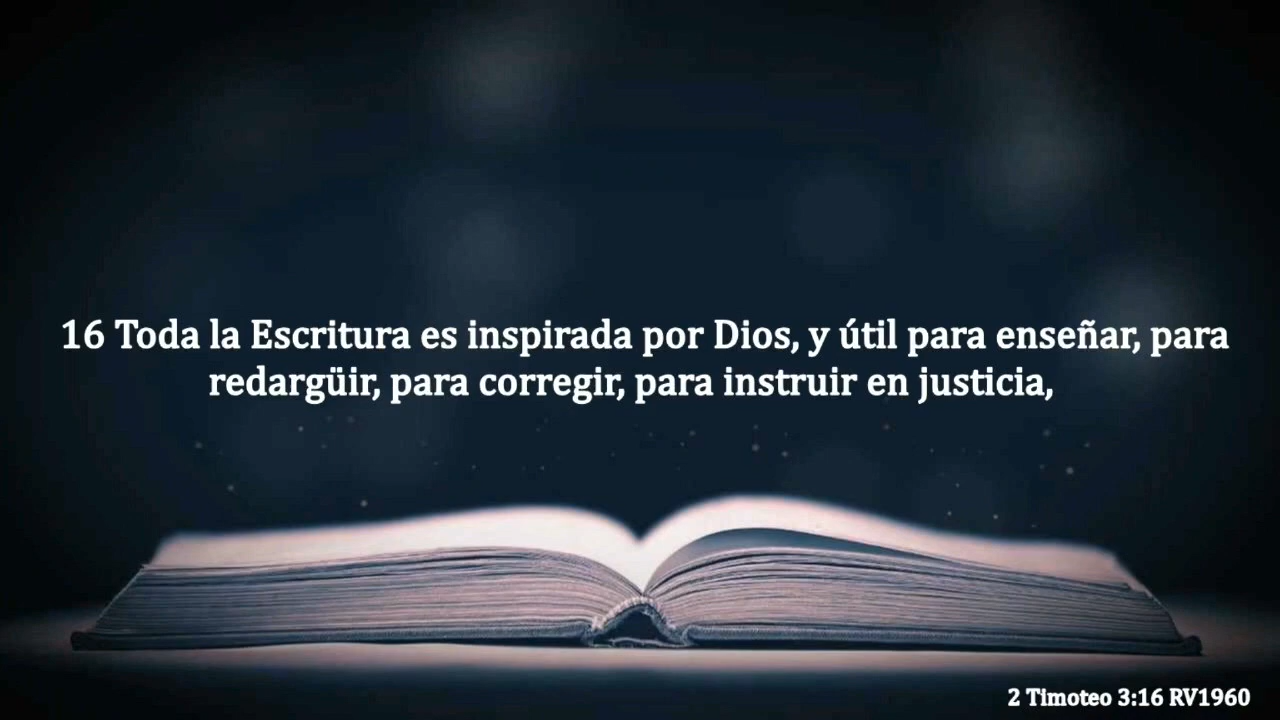 16 Toda la Escritura es inspirada por Dios, y útil para enseñar, para
redargüir, para corregir, para instruir en justicia,
2 Timoteo 3:16 RV1960